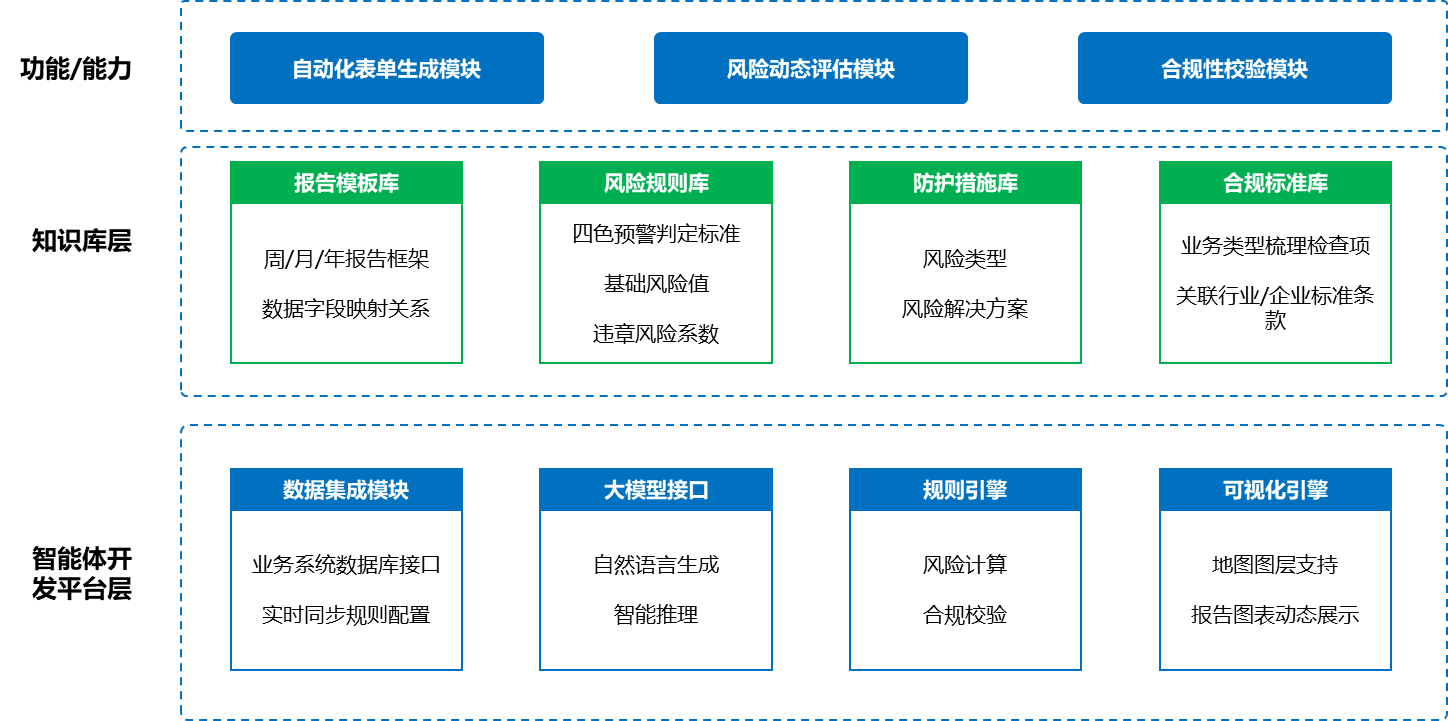 功能/能力
自动化表单生成模块
风险动态评估模块
合规性校验模块
知识库层
报告模板库
周/月/年报告框架
数据字段映射关系
风险规则库
四色预警判定标准
基础风险值
违章风险系数
防护措施库
风险类型
风险解决方案
合规标准库
业务类型梳理检查项
关联行业/企业标准条
款
智能体开
发平台层
数据集成模块
业务系统数据库接口
实时同步规则配置
大模型接口
自然语言生成
智能推理
规则引擎
风险计算
合规校验
可视化引擎
地图图层支持
报告图表动态展示